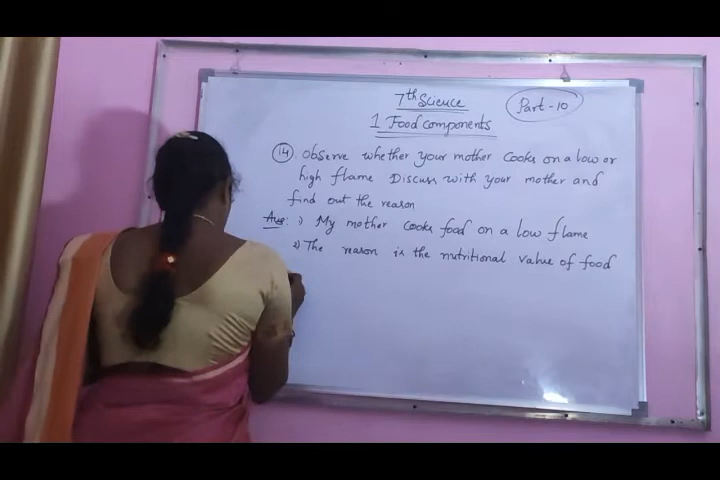 7th Science
Part-10
1 Food components
14 Observe whether your mother cooks on a low or
high flame Discuss with your mother and
find out the reason
Ans: 1) My mother cooks food on a low flame
2) The reason is the nutritional value of food